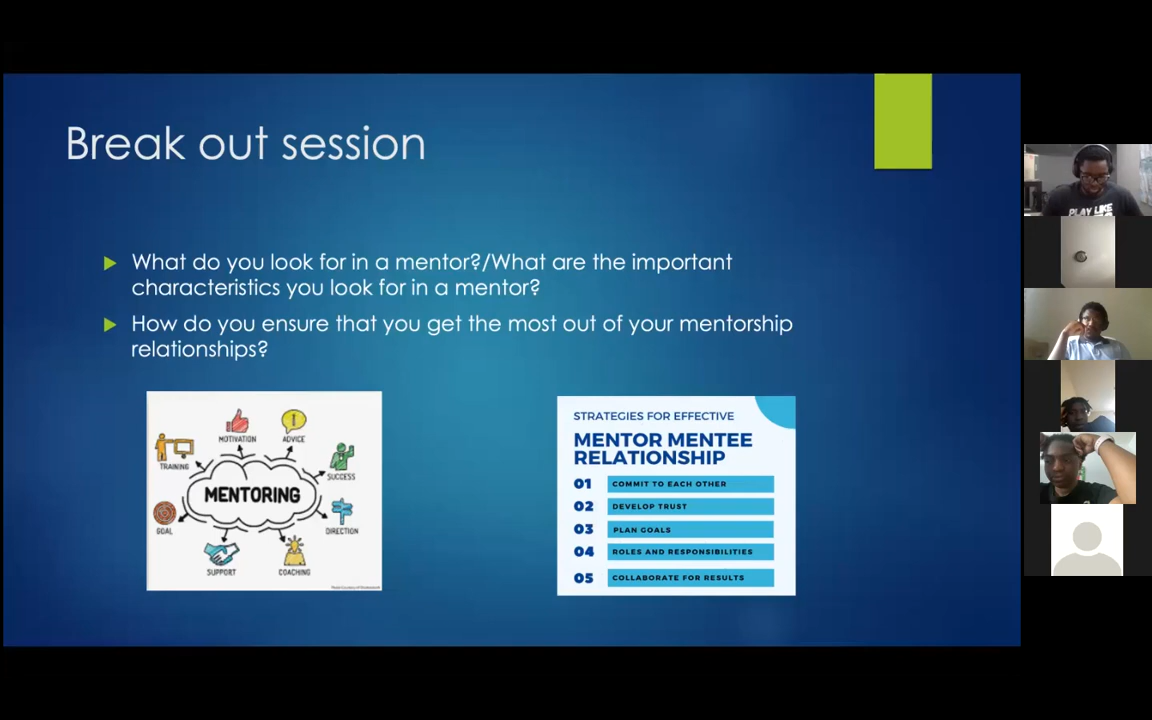 Break out session
What do you look for in a mentor?/What are the important
characteristics you look for in a mentor?
How do you ensure that you get the most out of your mentorship
relationships?
MOTIVATION
ADVICE
TRAINING
SUCCESS
MENTORING
GOAL
DIRECTION
SUPPORT
COACHING
STRATEGIES FOR EFFECTIVE
MENTOR MENTEE
RELATIONSHIP
01 COMMIT TO EACH OTHER
02 DEVELOP TRUST
03 PLAN GOALS
04 ROLES AND RESPONSIBILITIES
05 COLLABORATE FOR RESULTS
PLAY LIKE